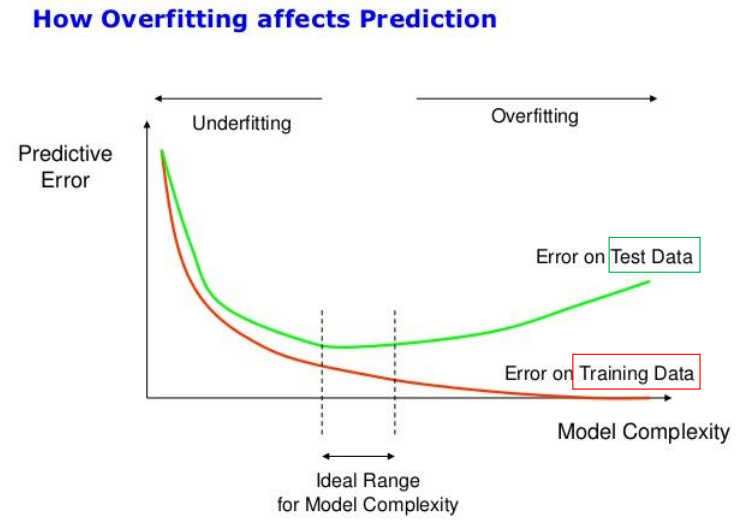 How Overfitting affects Prediction
Underfitting
Overfitting
Predictive
Error
Error on Test Data
Error on Training Data
Model Complexity
Ideal Range
for Model Complexity